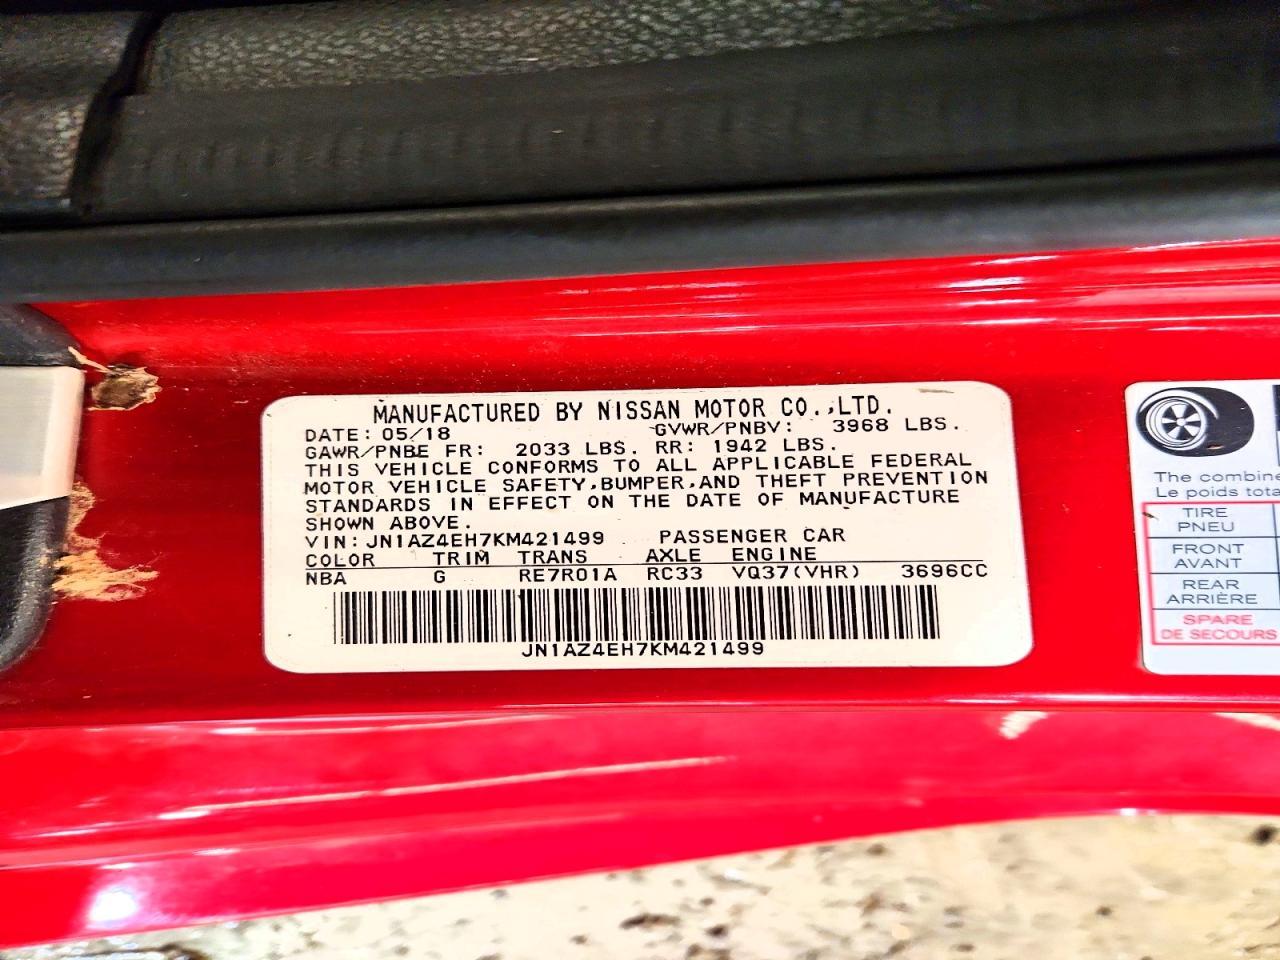 MANUFACTURED BY NISSAN MOTOR CO.,LTD.
DATE: 05/18 GVWR/PNBV: 3968 LBS.
GAWR/PNBE FR: 2033 LBS. RR: 1942 LBS.
THIS VEHICLE CONFORMS TO ALL APPLICABLE FEDERAL
MOTOR VEHICLE SAFETY,BUMPER,AND THEFT PREVENTION
STANDARDS IN EFFECT ON THE DATE OF MANUFACTURE
SHOWN ABOVE.
VIN: JN1AZ4EH7KM421499 PASSENGER CAR
COLOR TRIM TRANS AXLE ENGINE
NBA G RE7R01A RC33 VQ37(VHR) 3696CC
JN1AZ4EH7KM421499
The combine
Le poids tota
TIRE
PNEU
FRONT
AVANT
REAR
ARRIÈRE
SPARE
DE SECOURS